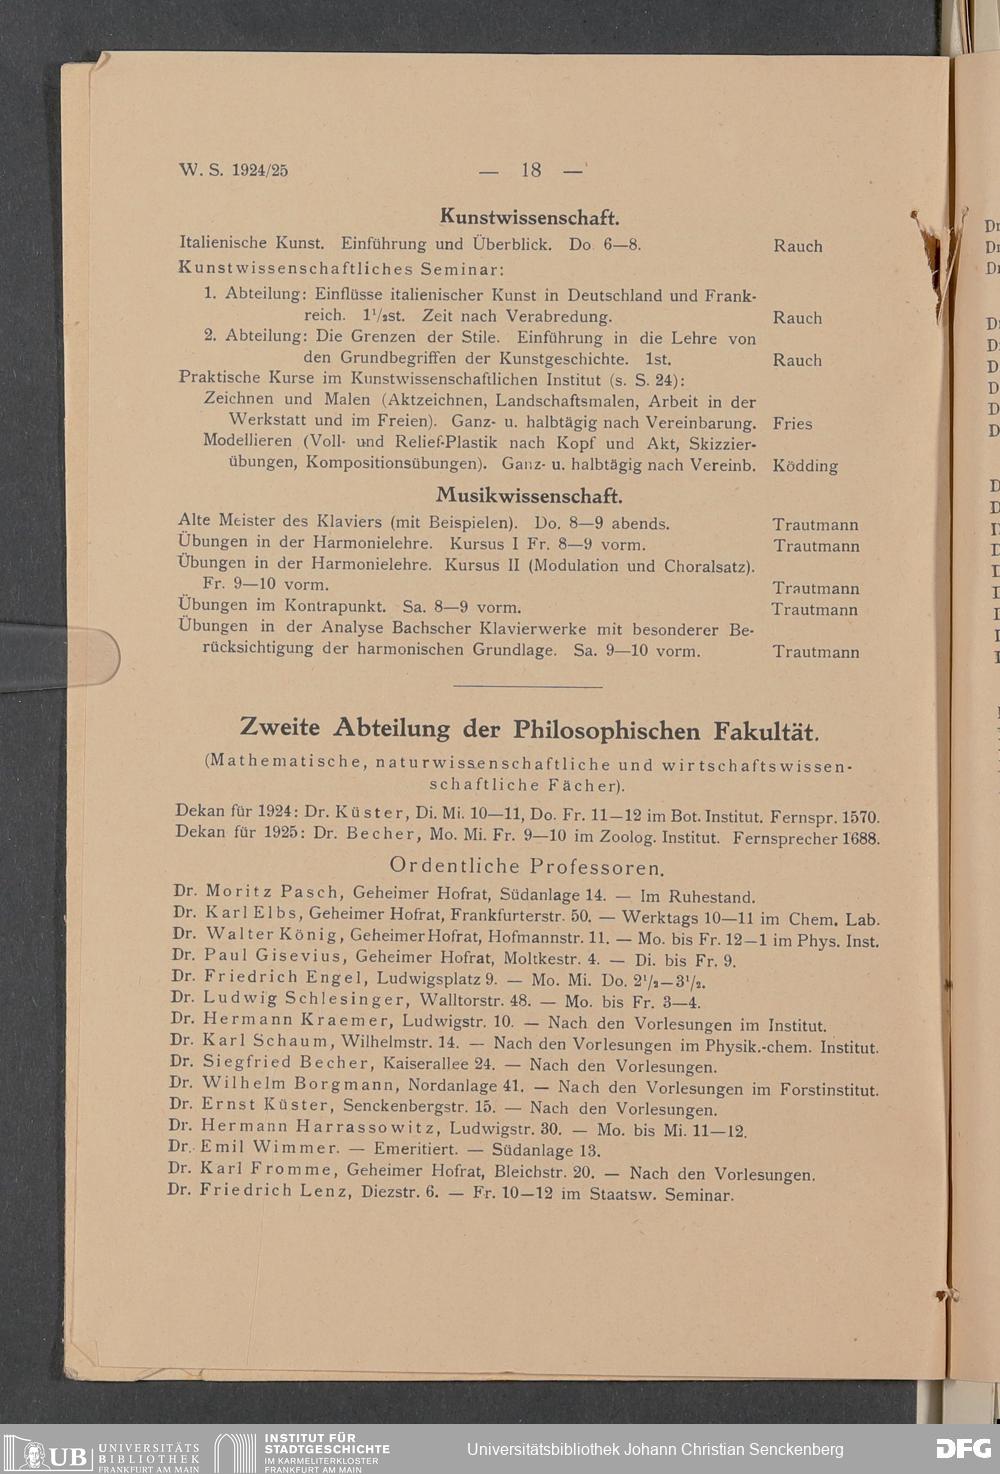 W. S. 1924/25 — 18 —
Kunstwissenschaft.
Italienische Kunst. Einführung und Überblick. Do 6—8. Rauch
Kunstwissenschaftliches Seminar:
1. Abteilung: Einflüsse italienischer Kunst in Deutschland und Frank-
reich. 1¹/₂st. Zeit nach Verabredung. Rauch
2. Abteilung: Die Grenzen der Stile. Einführung in die Lehre von
den Grundbegriffen der Kunstgeschichte. 1st. Rauch
Praktische Kurse im Kunstwissenschaftlichen Institut (s. S. 24):
Zeichnen und Malen (Aktzeichnen, Landschaftsmalen, Arbeit in der
Werkstatt und im Freien). Ganz- u. halbtägig nach Vereinbarung. Fries
Modellieren (Voll- und Relief-Plastik nach Kopf und Akt, Skizzier-
übungen, Kompositionsübungen). Ganz- u. halbtägig nach Vereinb. Ködding
Musikwissenschaft.
Alte Meister des Klaviers (mit Beispielen). Do. 8—9 abends. Trautmann
Übungen in der Harmonielehre. Kursus I Fr. 8—9 vorm. Trautmann
Übungen in der Harmonielehre. Kursus II (Modulation und Choralsatz).
Fr. 9—10 vorm. Trautmann
Übungen im Kontrapunkt. Sa. 8—9 vorm. Trautmann
Übungen in der Analyse Bachscher Klavierwerke mit besonderer Be-
rücksichtigung der harmonischen Grundlage. Sa. 9—10 vorm. Trautmann
Zweite Abteilung der Philosophischen Fakultät.
(Mathematische, naturwissenschaftliche und wirtschaftswissen-
schaftliche Fächer).
Dekan für 1924: Dr. Küster, Di. Mi. 10—11, Do. Fr. 11—12 im Bot. Institut. Fernspr. 1570.
Dekan für 1925: Dr. Becher, Mo. Mi. Fr. 9—10 im Zoolog. Institut. Fernsprecher 1688.
Ordentliche Professoren.
Dr. Moritz Pasch, Geheimer Hofrat, Südanlage 14. — Im Ruhestand.
Dr. Karl Elbs, Geheimer Hofrat, Frankfurterstr. 50. — Werktags 10—11 im Chem. Lab.
Dr. Walter König, Geheimer Hofrat, Hofmannstr. 11. — Mo. bis Fr. 12—1 im Phys. Inst.
Dr. Paul Gisevius, Geheimer Hofrat, Moltkestr. 4. — Di. bis Fr. 9.
Dr. Friedrich Engel, Ludwigsplatz 9. — Mo. Mi. Do. 2¹/₂—3¹/₂.
Dr. Ludwig Schlesinger, Walltorstr. 48. — Mo. bis Fr. 3—4.
Dr. Hermann Kraemer, Ludwigstr. 10. — Nach den Vorlesungen im Institut.
Dr. Karl Schaum, Wilhelmstr. 14. — Nach den Vorlesungen im Physik.-chem. Institut.
Dr. Siegfried Becher, Kaiserallee 24. — Nach den Vorlesungen.
Dr. Wilhelm Borgmann, Nordanlage 41. — Nach den Vorlesungen im Forstinstitut.
Dr. Ernst Küster, Senckenbergstr. 15. — Nach den Vorlesungen.
Dr. Hermann Harrassowitz, Ludwigstr. 30. — Mo. bis Mi. 11—12.
Dr. Emil Wimmer. — Emeritiert. — Südanlage 13.
Dr. Karl Fromme, Geheimer Hofrat, Bleichstr. 20. — Nach den Vorlesungen.
Dr. Friedrich Lenz, Diezstr. 6. — Fr. 10—12 im Staatsw. Seminar.
UB UNIVERSITÄTS
BIBLIOTHEK
FRANKFURT AM MAIN
INSTITUT FÜR
STADTGESCHICHTE
IM KARMELITERKLOSTER
FRANKFURT AM MAIN
Universitätsbibliothek Johann Christian Senckenberg
DFG